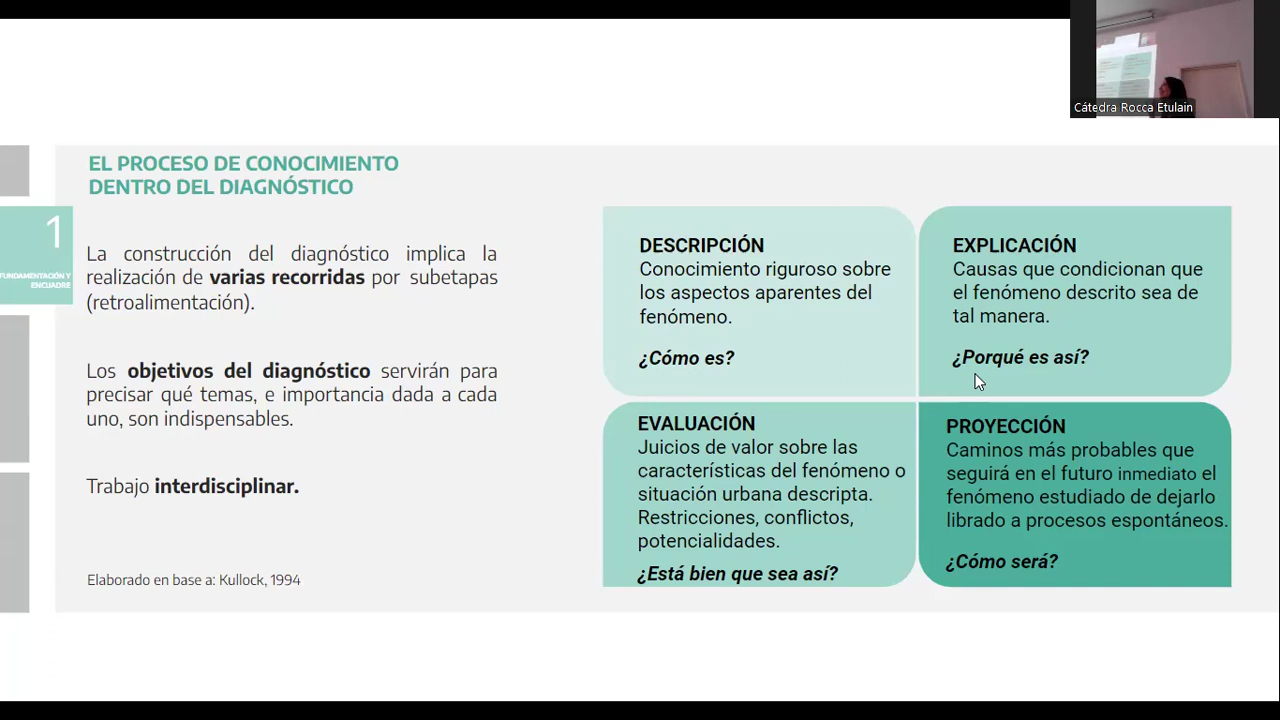 Cátedra Rocca Etulain
EL PROCESO DE CONOCIMIENTO
DENTRO DEL DIAGNÓSTICO
1
FUNDAMENTACIÓN Y
ENCUADRE
La construcción del diagnóstico implica la
realización de varias recorridas por subetapas
(retroalimentación).
Los objetivos del diagnóstico servirán para
precisar qué temas, e importancia dada a cada
uno, son indispensables.
Trabajo interdisciplinar.
Elaborado en base a: Kullock, 1994
DESCRIPCIÓN
Conocimiento riguroso sobre
los aspectos aparentes del
fenómeno.
¿Cómo es?
EXPLICACIÓN
Causas que condicionan que
el fenómeno descrito sea de
tal manera.
¿Porqué es así?
EVALUACIÓN
Juicios de valor sobre las
características del fenómeno o
situación urbana descripta.
Restricciones, conflictos,
potencialidades.
¿Está bien que sea así?
PROYECCIÓN
Caminos más probables que
seguirá en el futuro inmediato el
fenómeno estudiado de dejarlo
librado a procesos espontáneos.
¿Cómo será?